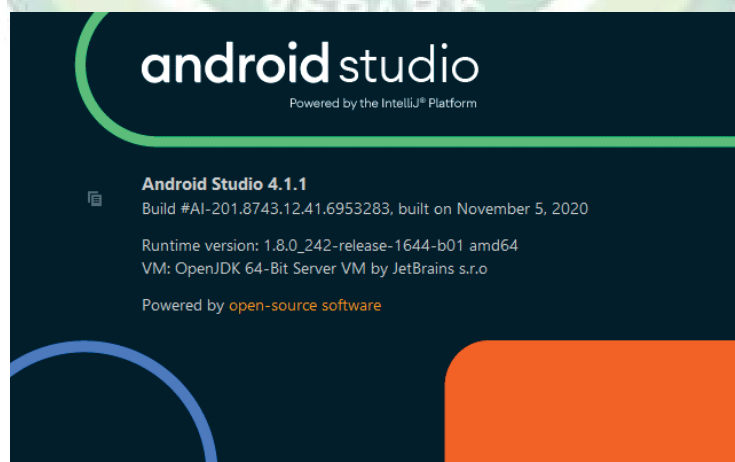 android studio
Powered by the IntelliJ® Platform
Android Studio 4.1.1
Build #AI-201.8743.12.41.6953283, built on November 5, 2020
Runtime version: 1.8.0_242-release-1644-b01 amd64
VM: OpenJDK 64-Bit Server VM by JetBrains s.r.o
Powered by open-source software